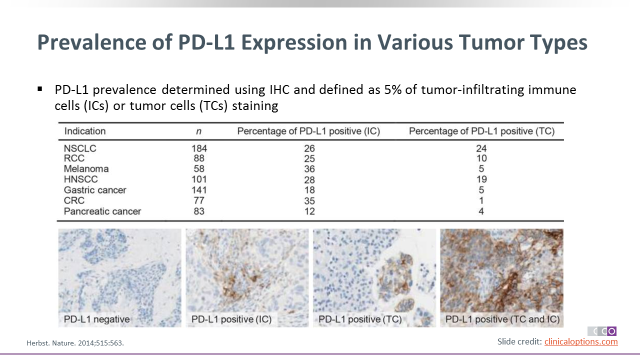 Prevalence of PD-L1 Expression in Various Tumor Types
▪ PD-L1 prevalence determined using IHC and defined as 5% of tumor-infiltrating immune
cells (ICs) or tumor cells (TCs) staining
Indication n Percentage of PD-L1 positive (IC) Percentage of PD-L1 positive (TC)
NSCLC 184 26 24
RCC 88 25 10
Melanoma 58 36 5
HNSCC 101 28 19
Gastric cancer 141 18 5
CRC 77 35 1
Pancreatic cancer 83 12 4
PD-L1 negative PD-L1 positive (IC) PD-L1 positive (TC) PD-L1 positive (TC and IC)
CCO
Herbst. Nature. 2014;515:563.
Slide credit: clinicaloptions.com